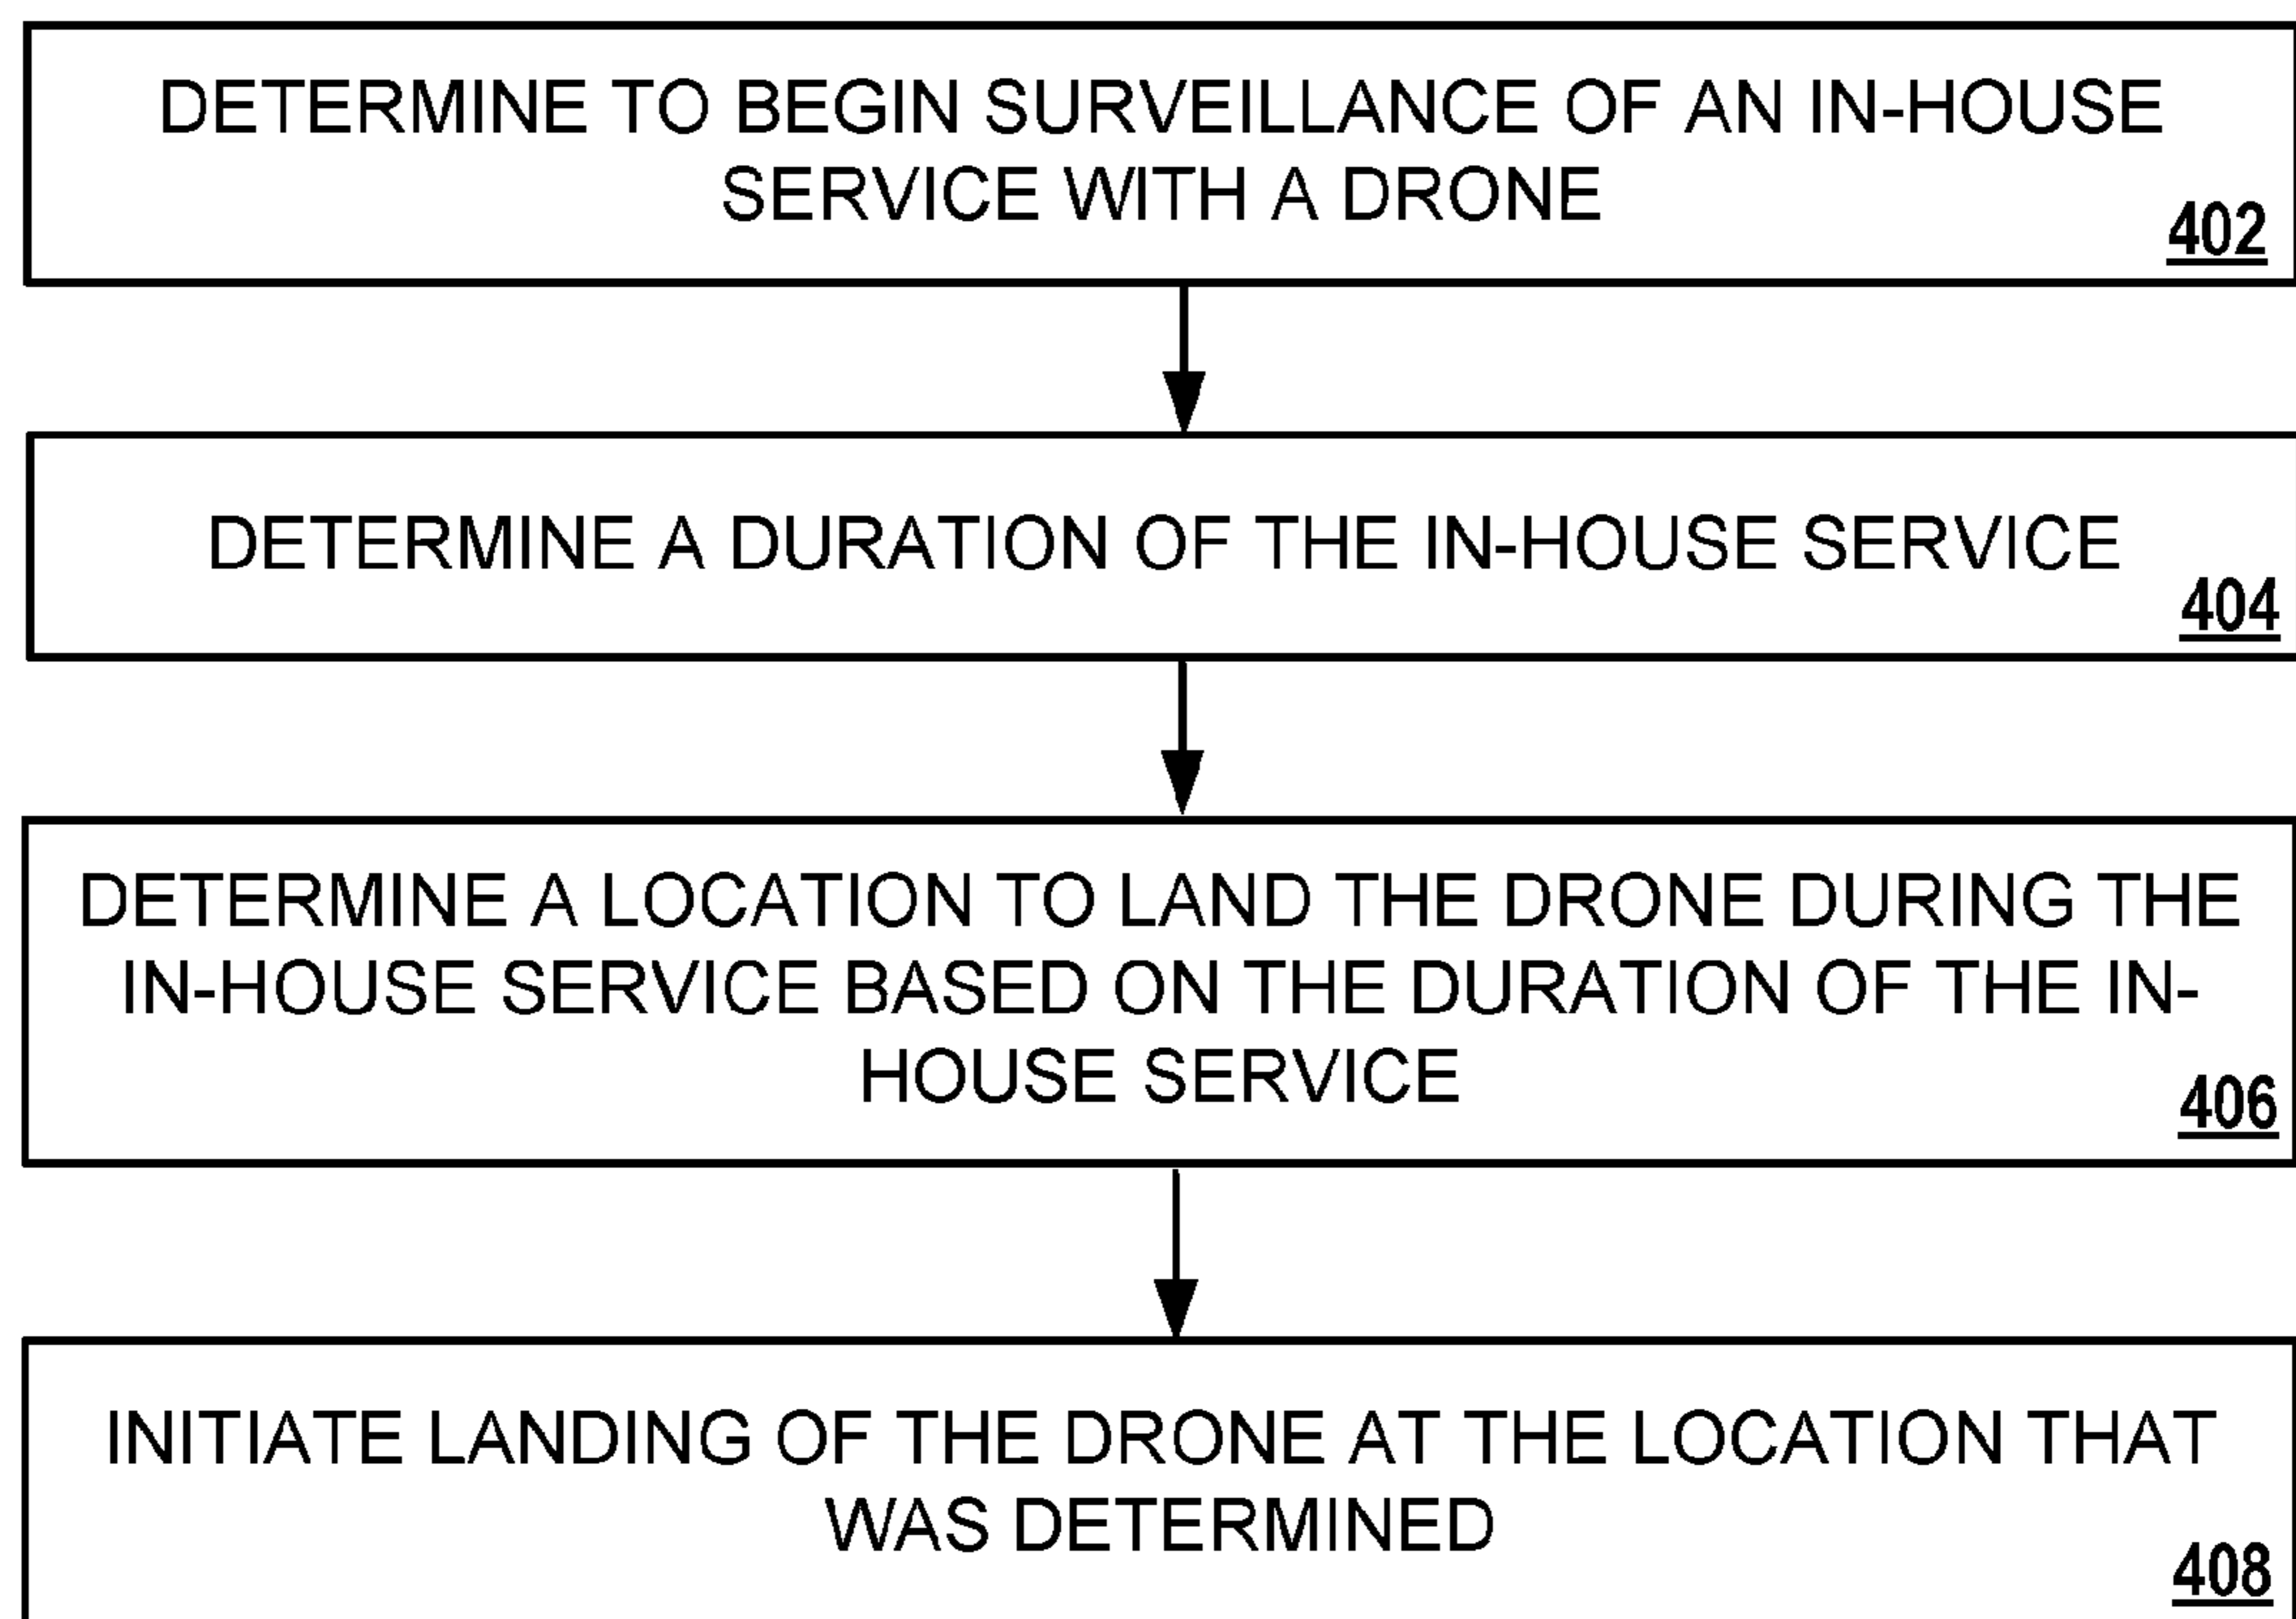 DETERMINE TO BEGIN SURVEILLANCE OF AN IN-HOUSE
SERVICE WITH A DRONE
402
DETERMINE A DURATION OF THE IN-HOUSE SERVICE
404
DETERMINE A LOCATION TO LAND THE DRONE DURING THE
IN-HOUSE SERVICE BASED ON THE DURATION OF THE IN-
HOUSE SERVICE
406
INITIATE LANDING OF THE DRONE AT THE LOCATION THAT
WAS DETERMINED
408